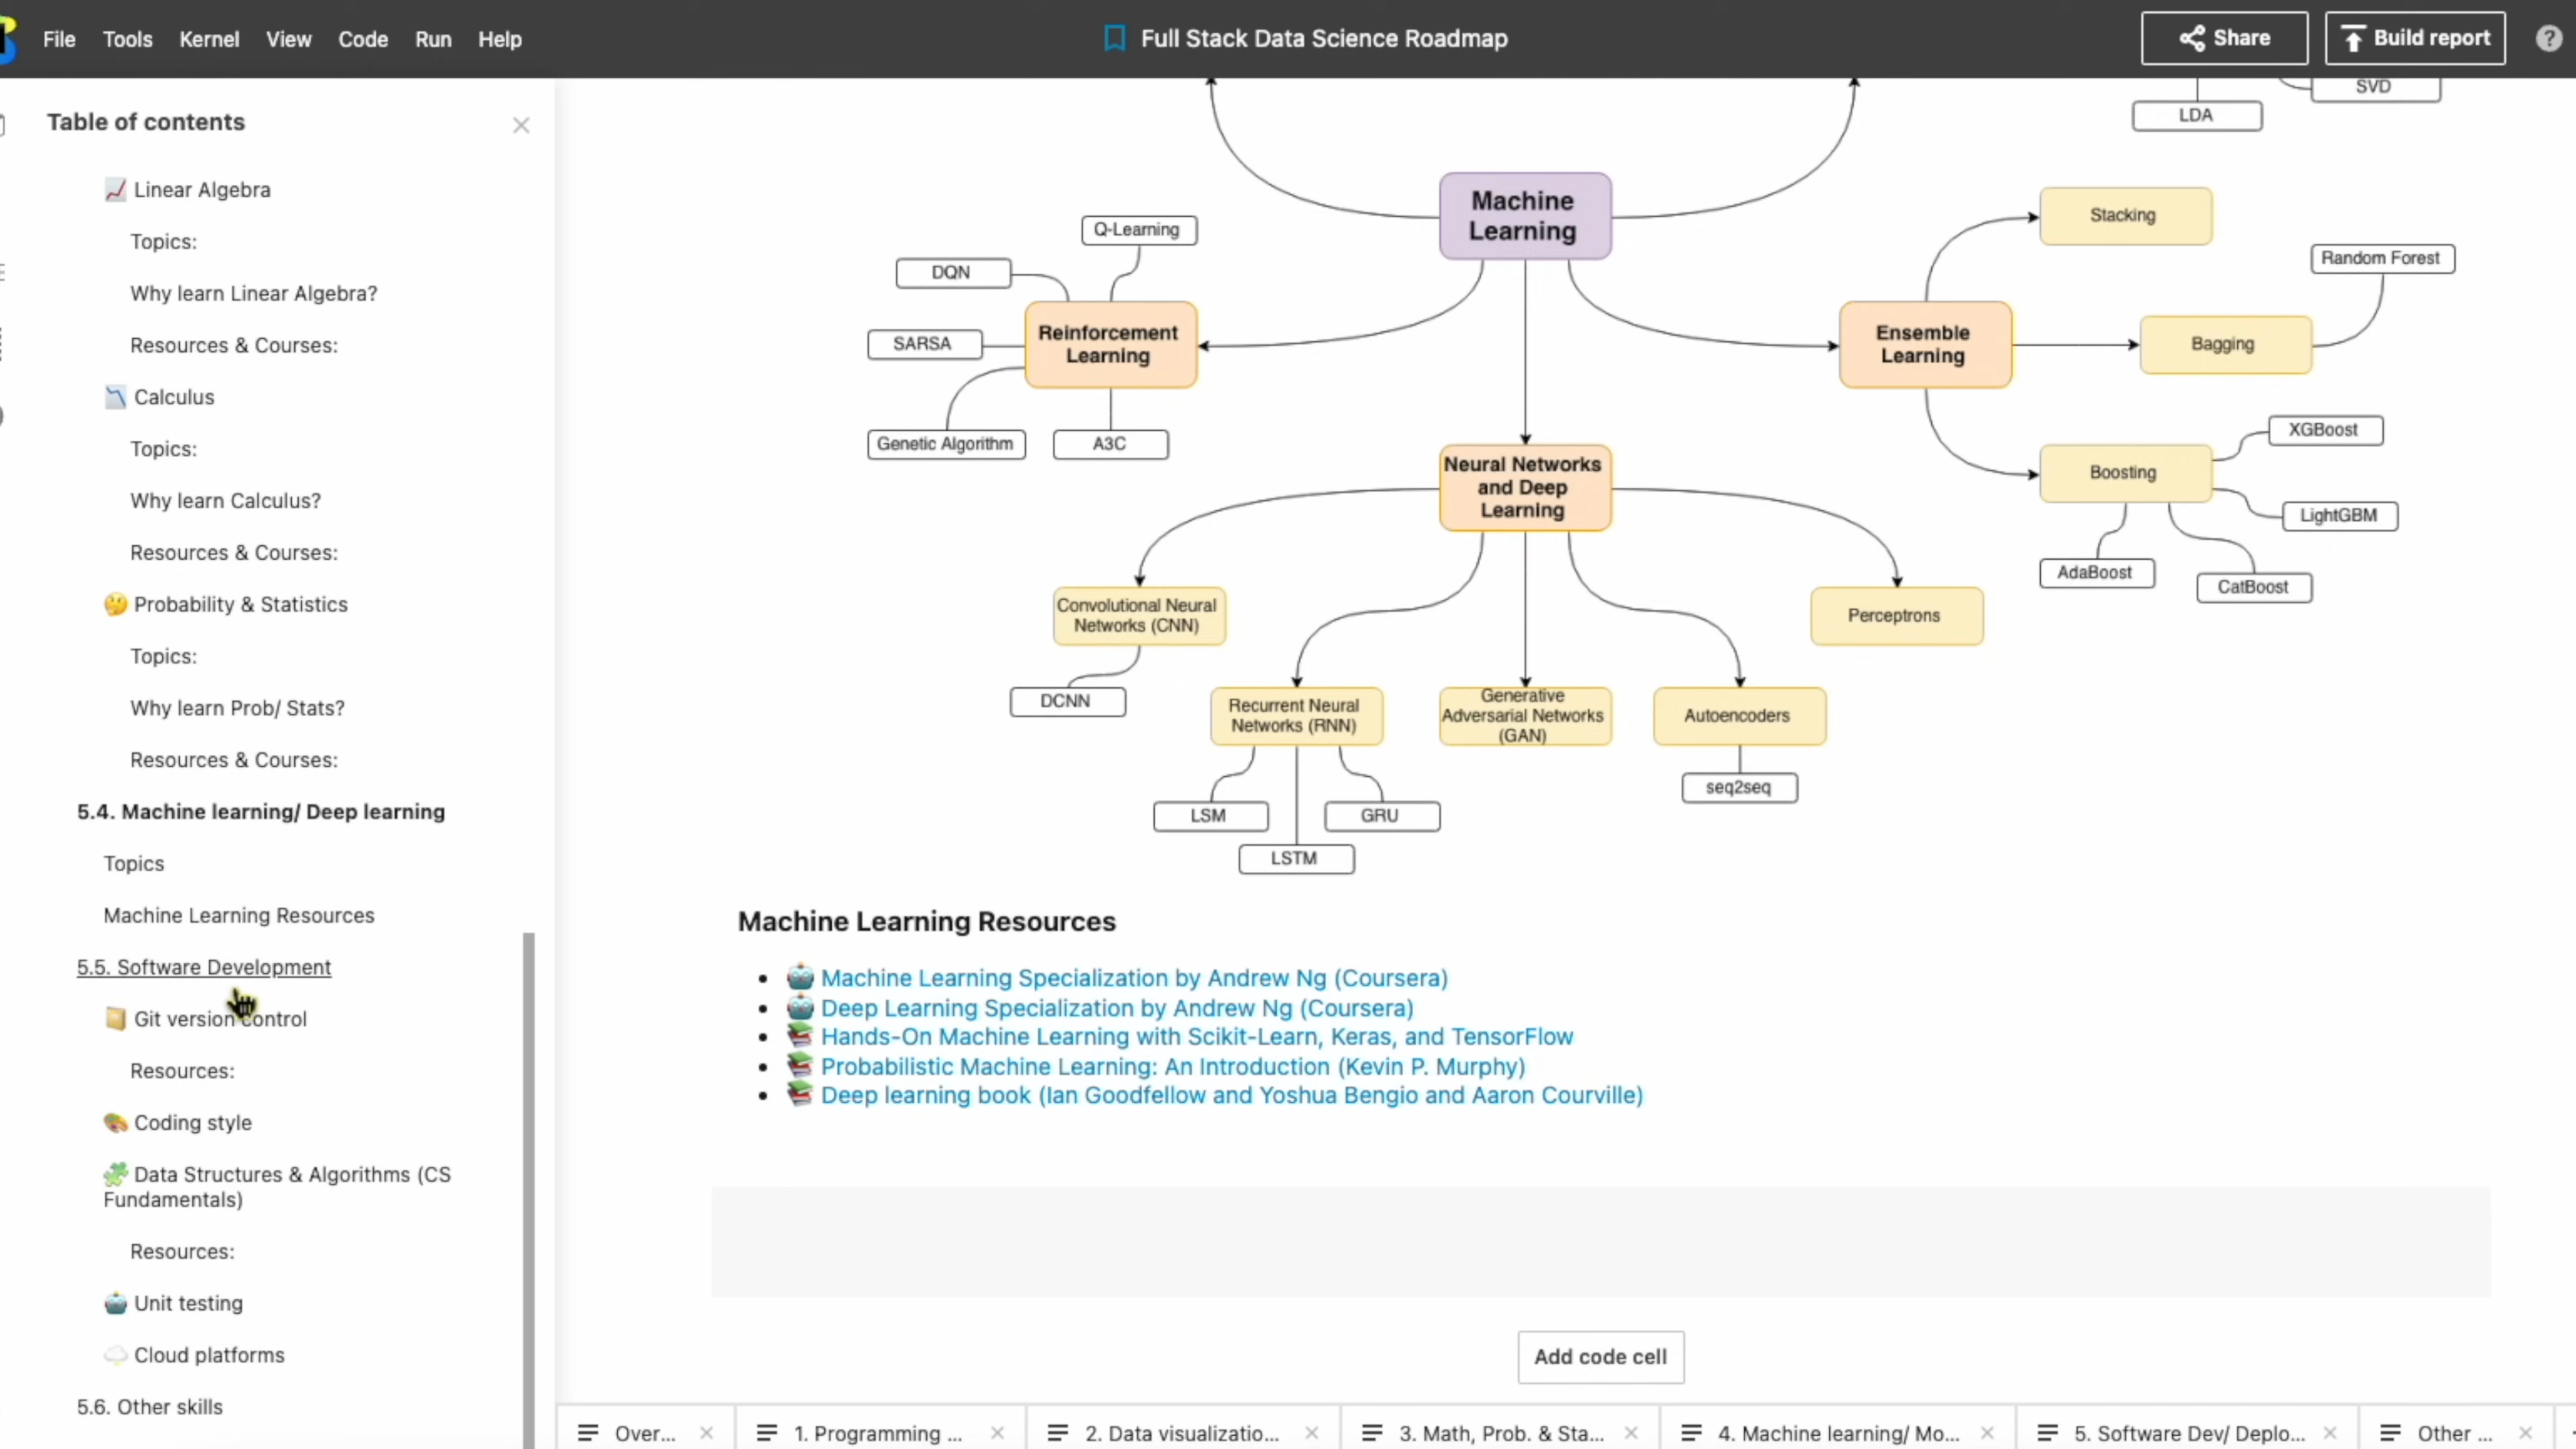 File Tools Kernel View Code Run Help
Full Stack Data Science Roadmap
Share
Build report
?
Table of contents
Linear Algebra
Topics:
Why learn Linear Algebra?
Resources & Courses:
Calculus
Topics:
Why learn Calculus?
Resources & Courses:
Probability & Statistics
Topics:
Why learn Prob/ Stats?
Resources & Courses:
5.4. Machine learning/ Deep learning
Topics
Machine Learning Resources
5.5. Software Development
Git version control
Resources:
Coding style
Data Structures & Algorithms (CS
Fundamentals)
Resources:
Unit testing
Cloud platforms
5.6. Other skills
SVD
LDA
Machine
Learning
Q-Learning
DQN
SARSA
Reinforcement
Learning
Genetic Algorithm
A3C
Stacking
Random Forest
Ensemble
Learning
Bagging
XGBoost
Boosting
LightGBM
AdaBoost
CatBoost
Neural Networks
and Deep
Learning
Convolutional Neural
Networks (CNN)
DCNN
Perceptrons
Recurrent Neural
Networks (RNN)
Generative
Adversarial Networks
(GAN)
Autoencoders
seq2seq
LSM
GRU
LSTM
Machine Learning Resources
• Machine Learning Specialization by Andrew Ng (Coursera)
• Deep Learning Specialization by Andrew Ng (Coursera)
• Hands-On Machine Learning with Scikit-Learn, Keras, and TensorFlow
• Probabilistic Machine Learning: An Introduction (Kevin P. Murphy)
• Deep learning book (Ian Goodfellow and Yoshua Bengio and Aaron Courville)
Add code cell
Over...
1. Programming ...
2. Data visualizatio...
3. Math, Prob. & Sta...
4. Machine learning/ Mo...
5. Software Dev/ Deplo...
Other ...